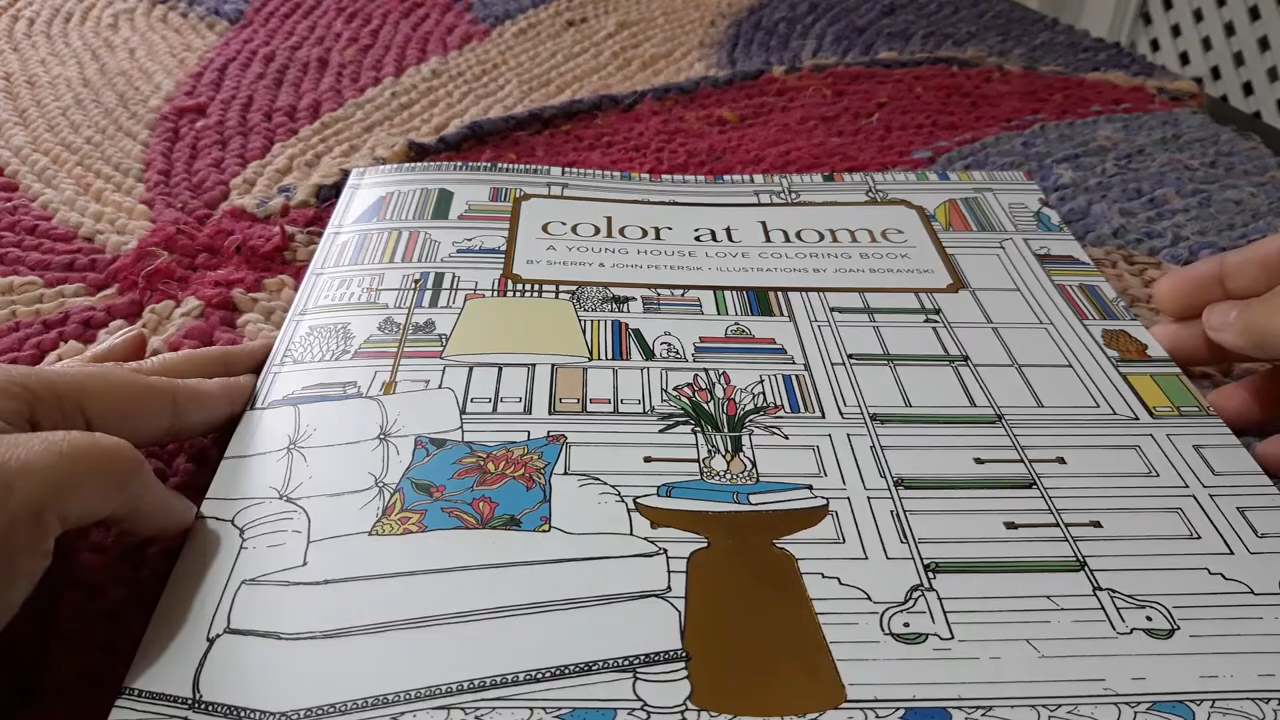 color at home
A YOUNG HOUSE LOVE COLORING BOOK
BY SHERRY & JOHN PETERSIK • ILLUSTRATIONS BY JOAN BORAWSKI